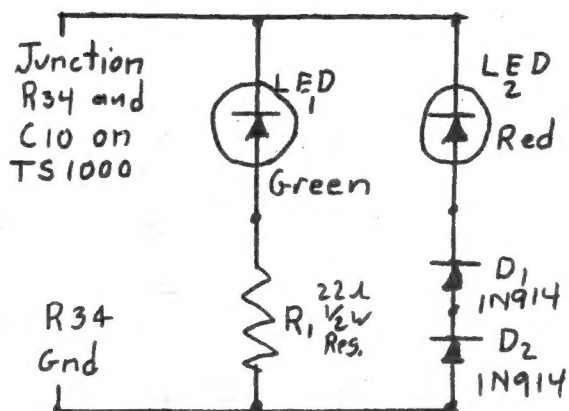 Junction
R34 and
C10 on
TS1000
LED
1
Green
LED
2
Red
R1
22Ω
1/2 W
Res.
D1
1N914
D2
1N914
R34
Gnd